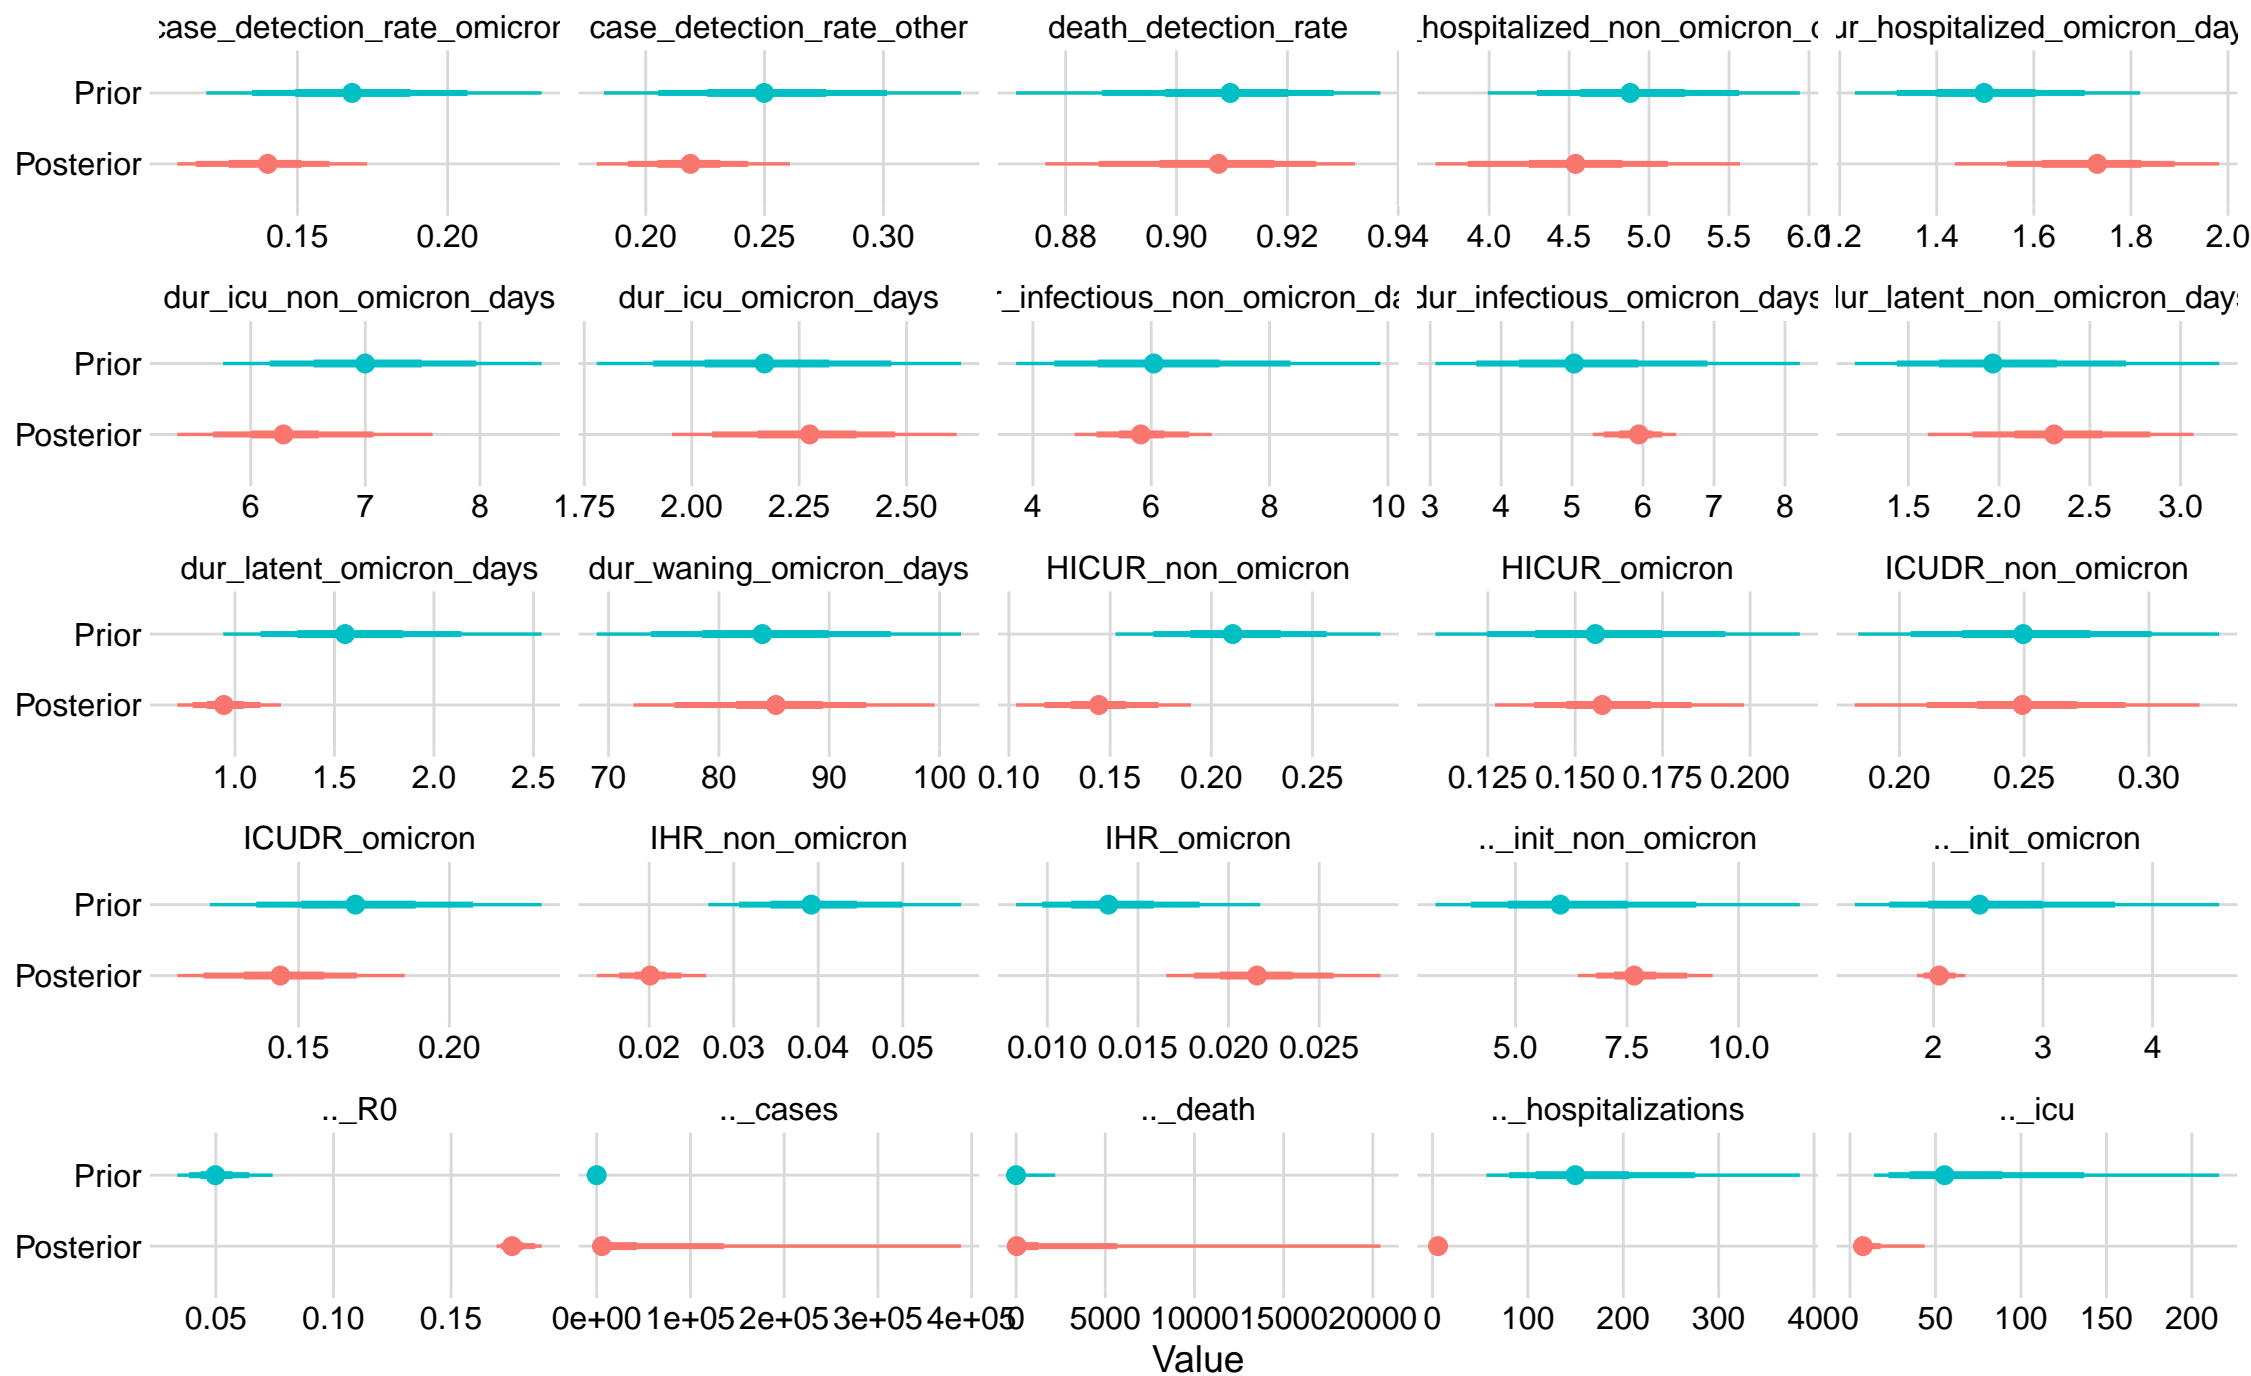 case_detection_rate_omicron case_detection_rate_other death_detection_rate _hospitalized_non_omicron_ ur_hospitalized_omicron_day
Prior
Posterior
0.15 0.20 0.20 0.25 0.30 0.88 0.90 0.92 0.94 4.0 4.5 5.0 5.5 6.0 1.2 1.4 1.6 1.8 2.0
dur_icu_non_omicron_days dur_icu_omicron_days r_infectious_non_omicron_da dur_infectious_omicron_days dur_latent_non_omicron_days
Prior
Posterior
6 7 8 1.75 2.00 2.25 2.50 4 6 8 10 3 4 5 6 7 8 1.5 2.0 2.5 3.0
dur_latent_omicron_days dur_waning_omicron_days HICUR_non_omicron HICUR_omicron ICUDR_non_omicron
Prior
Posterior
1.0 1.5 2.0 2.5 70 80 90 100 0.10 0.15 0.20 0.25 0.125 0.150 0.175 0.200 0.20 0.25 0.30
ICUDR_omicron IHR_non_omicron IHR_omicron .._init_non_omicron .._init_omicron
Prior
Posterior
0.15 0.20 0.02 0.03 0.04 0.05 0.010 0.015 0.020 0.025 5.0 7.5 10.0 2 3 4
.._R0 .._cases .._death .._hospitalizations .._icu
Prior
Posterior
0.05 0.10 0.15 0e+00 1e+05 2e+05 3e+05 4e+05 0 5000 10000 15000 20000 0 100 200 300 400 0 50 100 150 200
Value